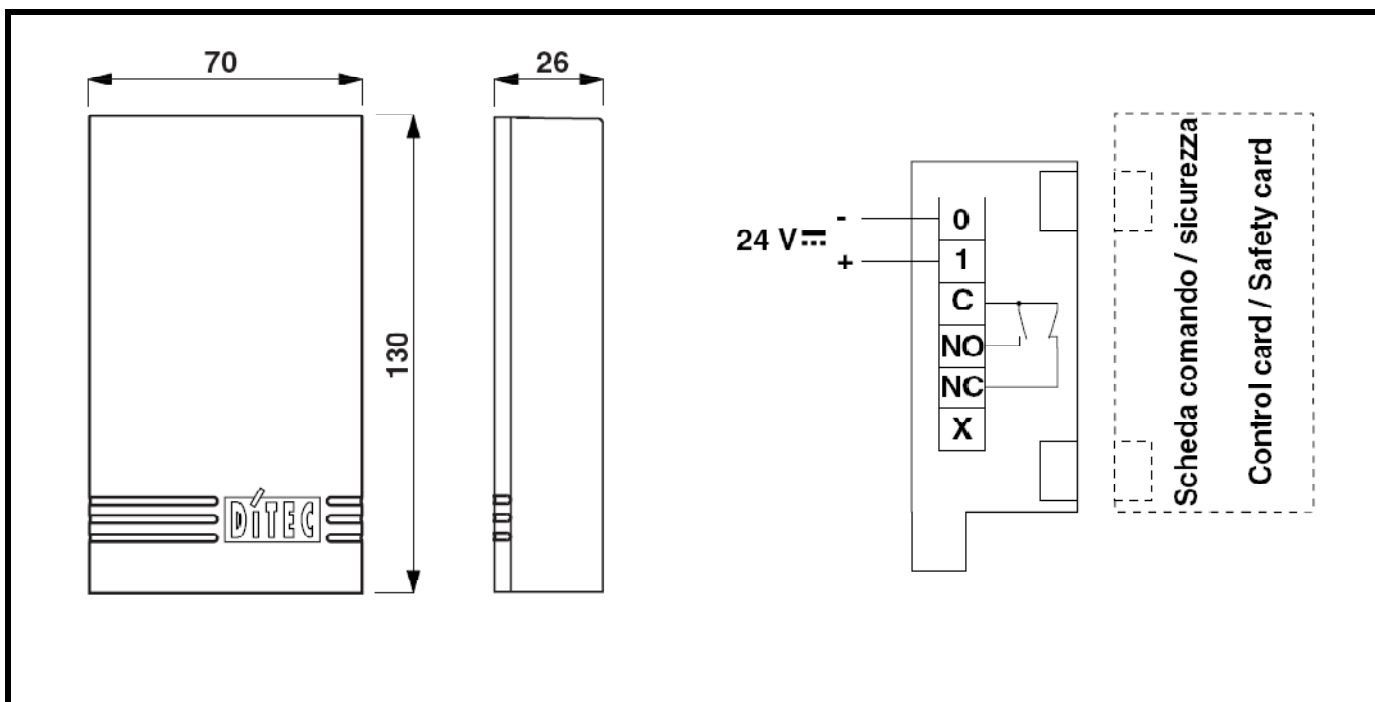 70
26
130
DITEC
24 V
-
+
0
1
C
NO
NC
X
Scheda comando / sicurezza
Control card / Safety card